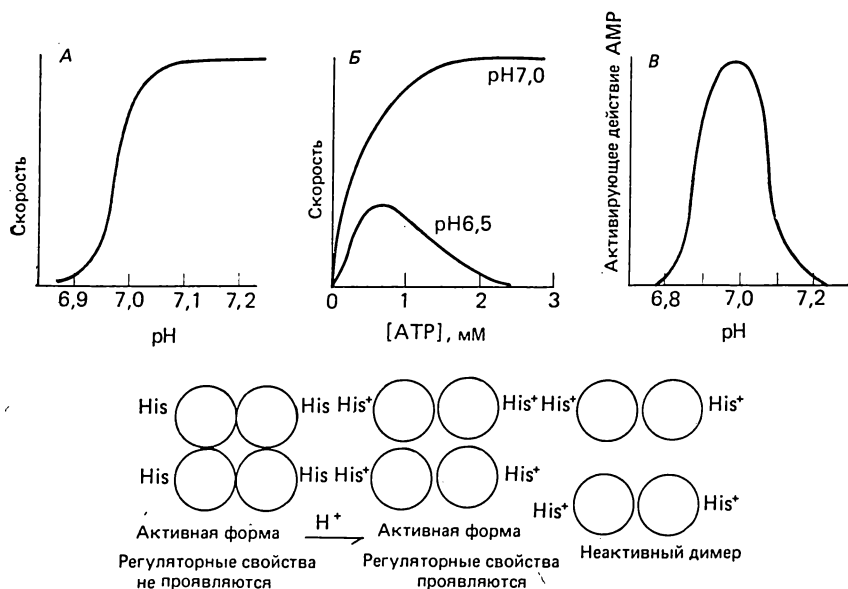 А
Скорость
6,9 7,0 7,1 7,2
pH
Б
Скорость
pH7,0
pH6,5
0 1 2 3
[АТР], мМ
В
Активирующее действие AMP
6,8 7,0 7,2
pH
His His His⁺ His⁺ His⁺ His⁺
His His His⁺ His⁺ His⁺ His⁺
Активная форма
H⁺
Активная форма
Регуляторные свойства
не проявляются
Регуляторные свойства
проявляются
Неактивный димер